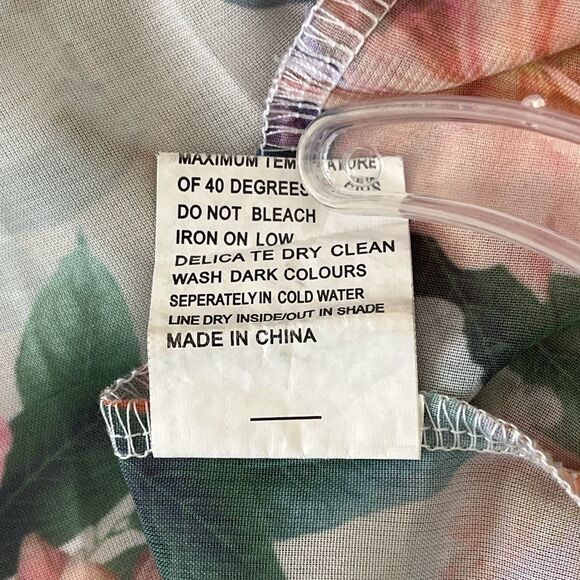 MAXIMUM
OF 40 DEGREES
DO NOT BLEACH
IRON ON LOW
DELICATE DRY CLEAN
WASH DARK COLOURS
SEPERATELY IN COLD WATER
LINE DRY INSIDE/OUT IN SHADE
MADE IN CHINA